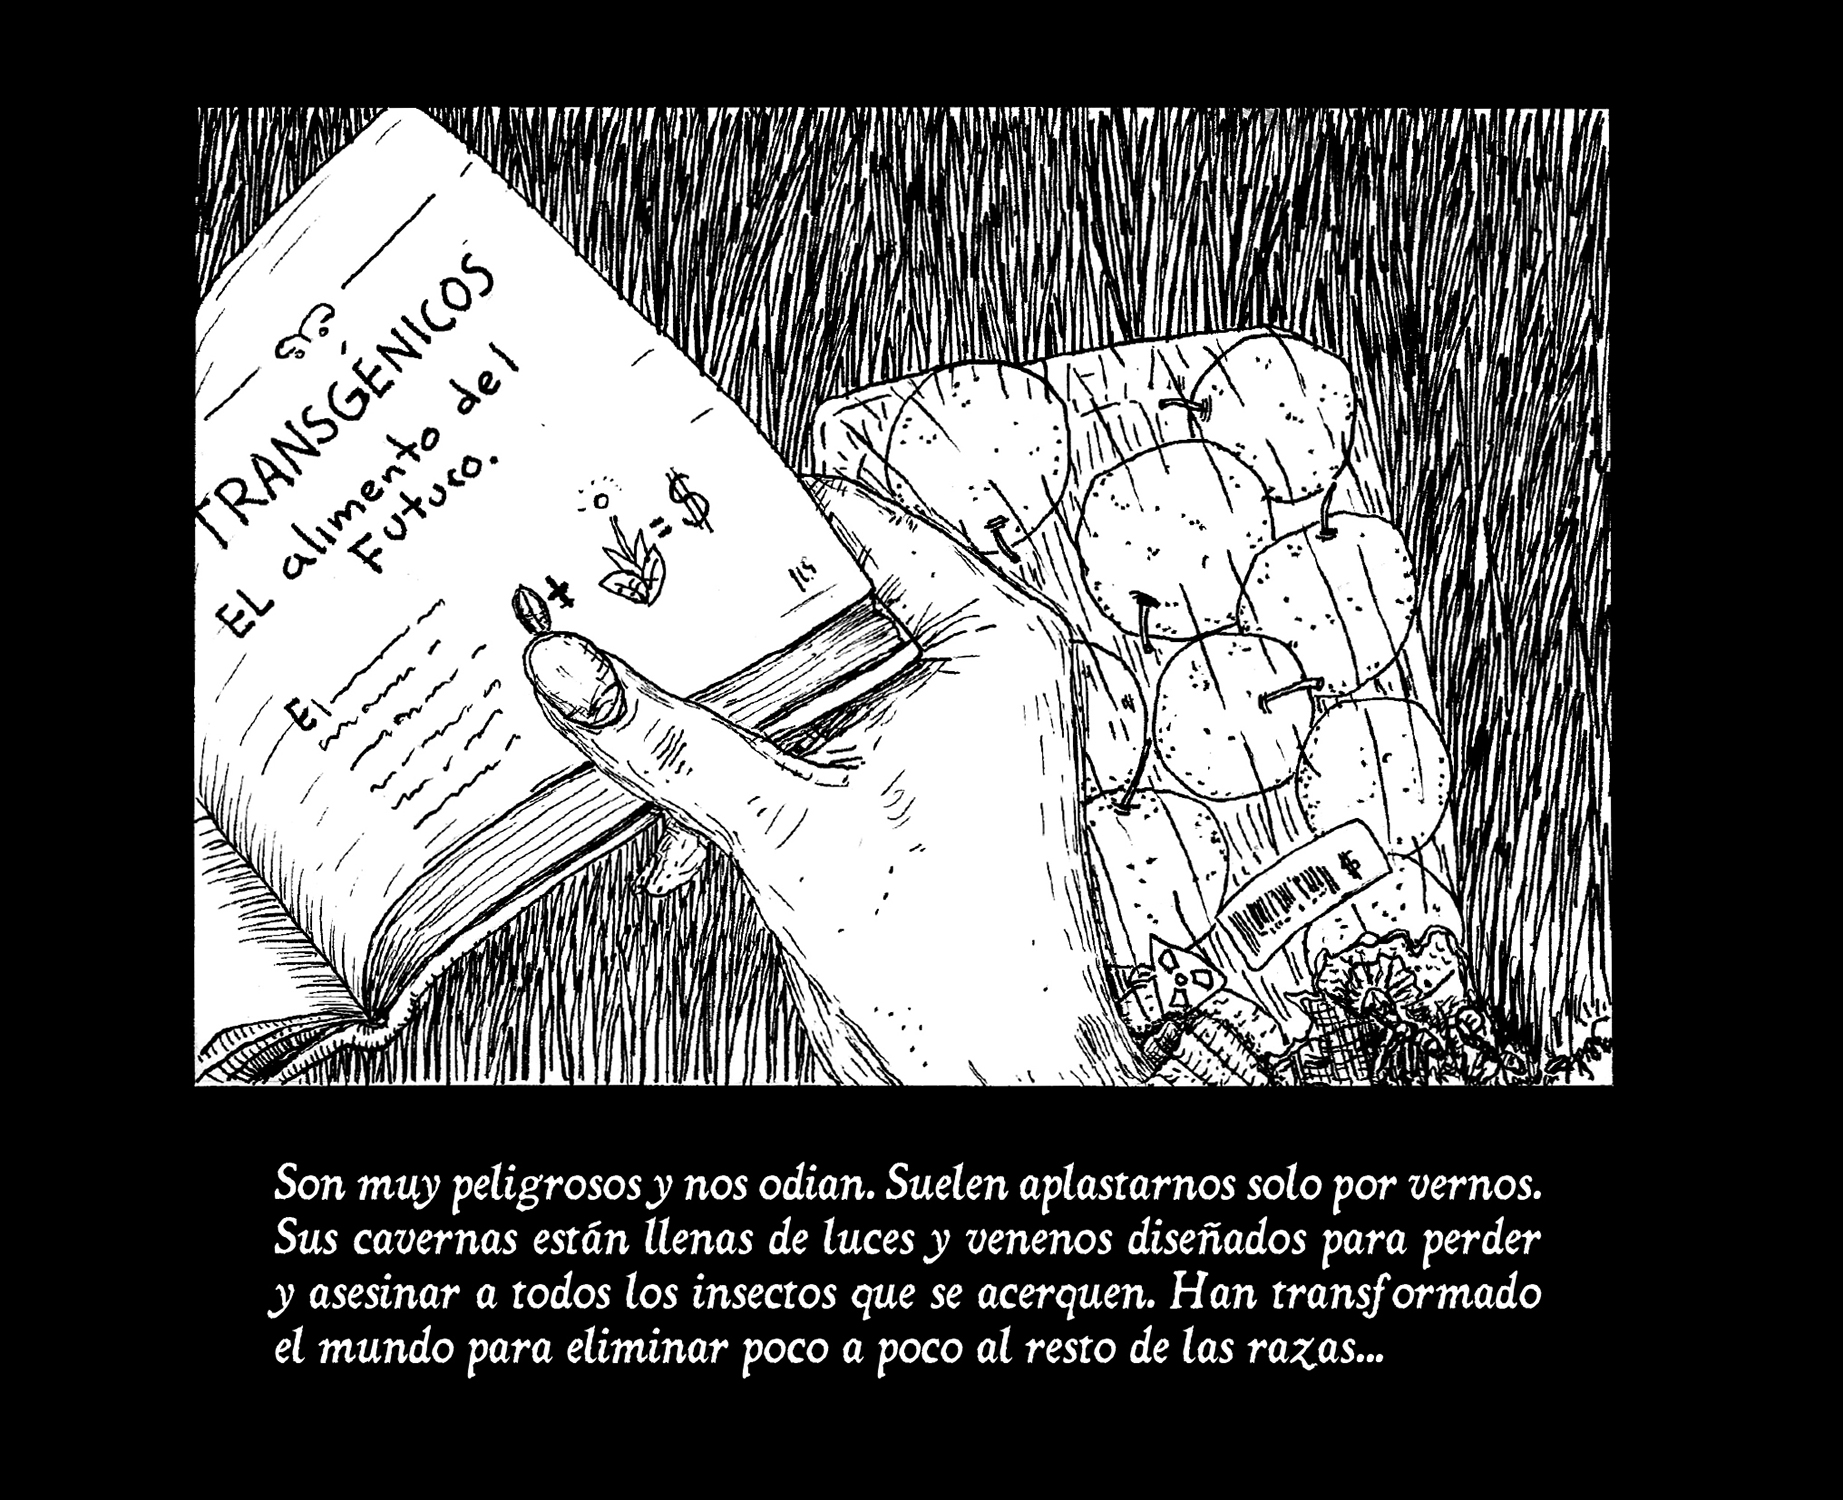 TRANSGÉNICOS
EL alimento del
Futuco.
+
= $
115
El
$
Son muy peligrosos y nos odian. Suelen aplastarnos solo por vernos.
Sus cavernas están llenas de luces y venenos diseñados para perder
y asesinar a todos los insectos que se acerquen. Han transformado
el mundo para eliminar poco a poco al resto de las razas...